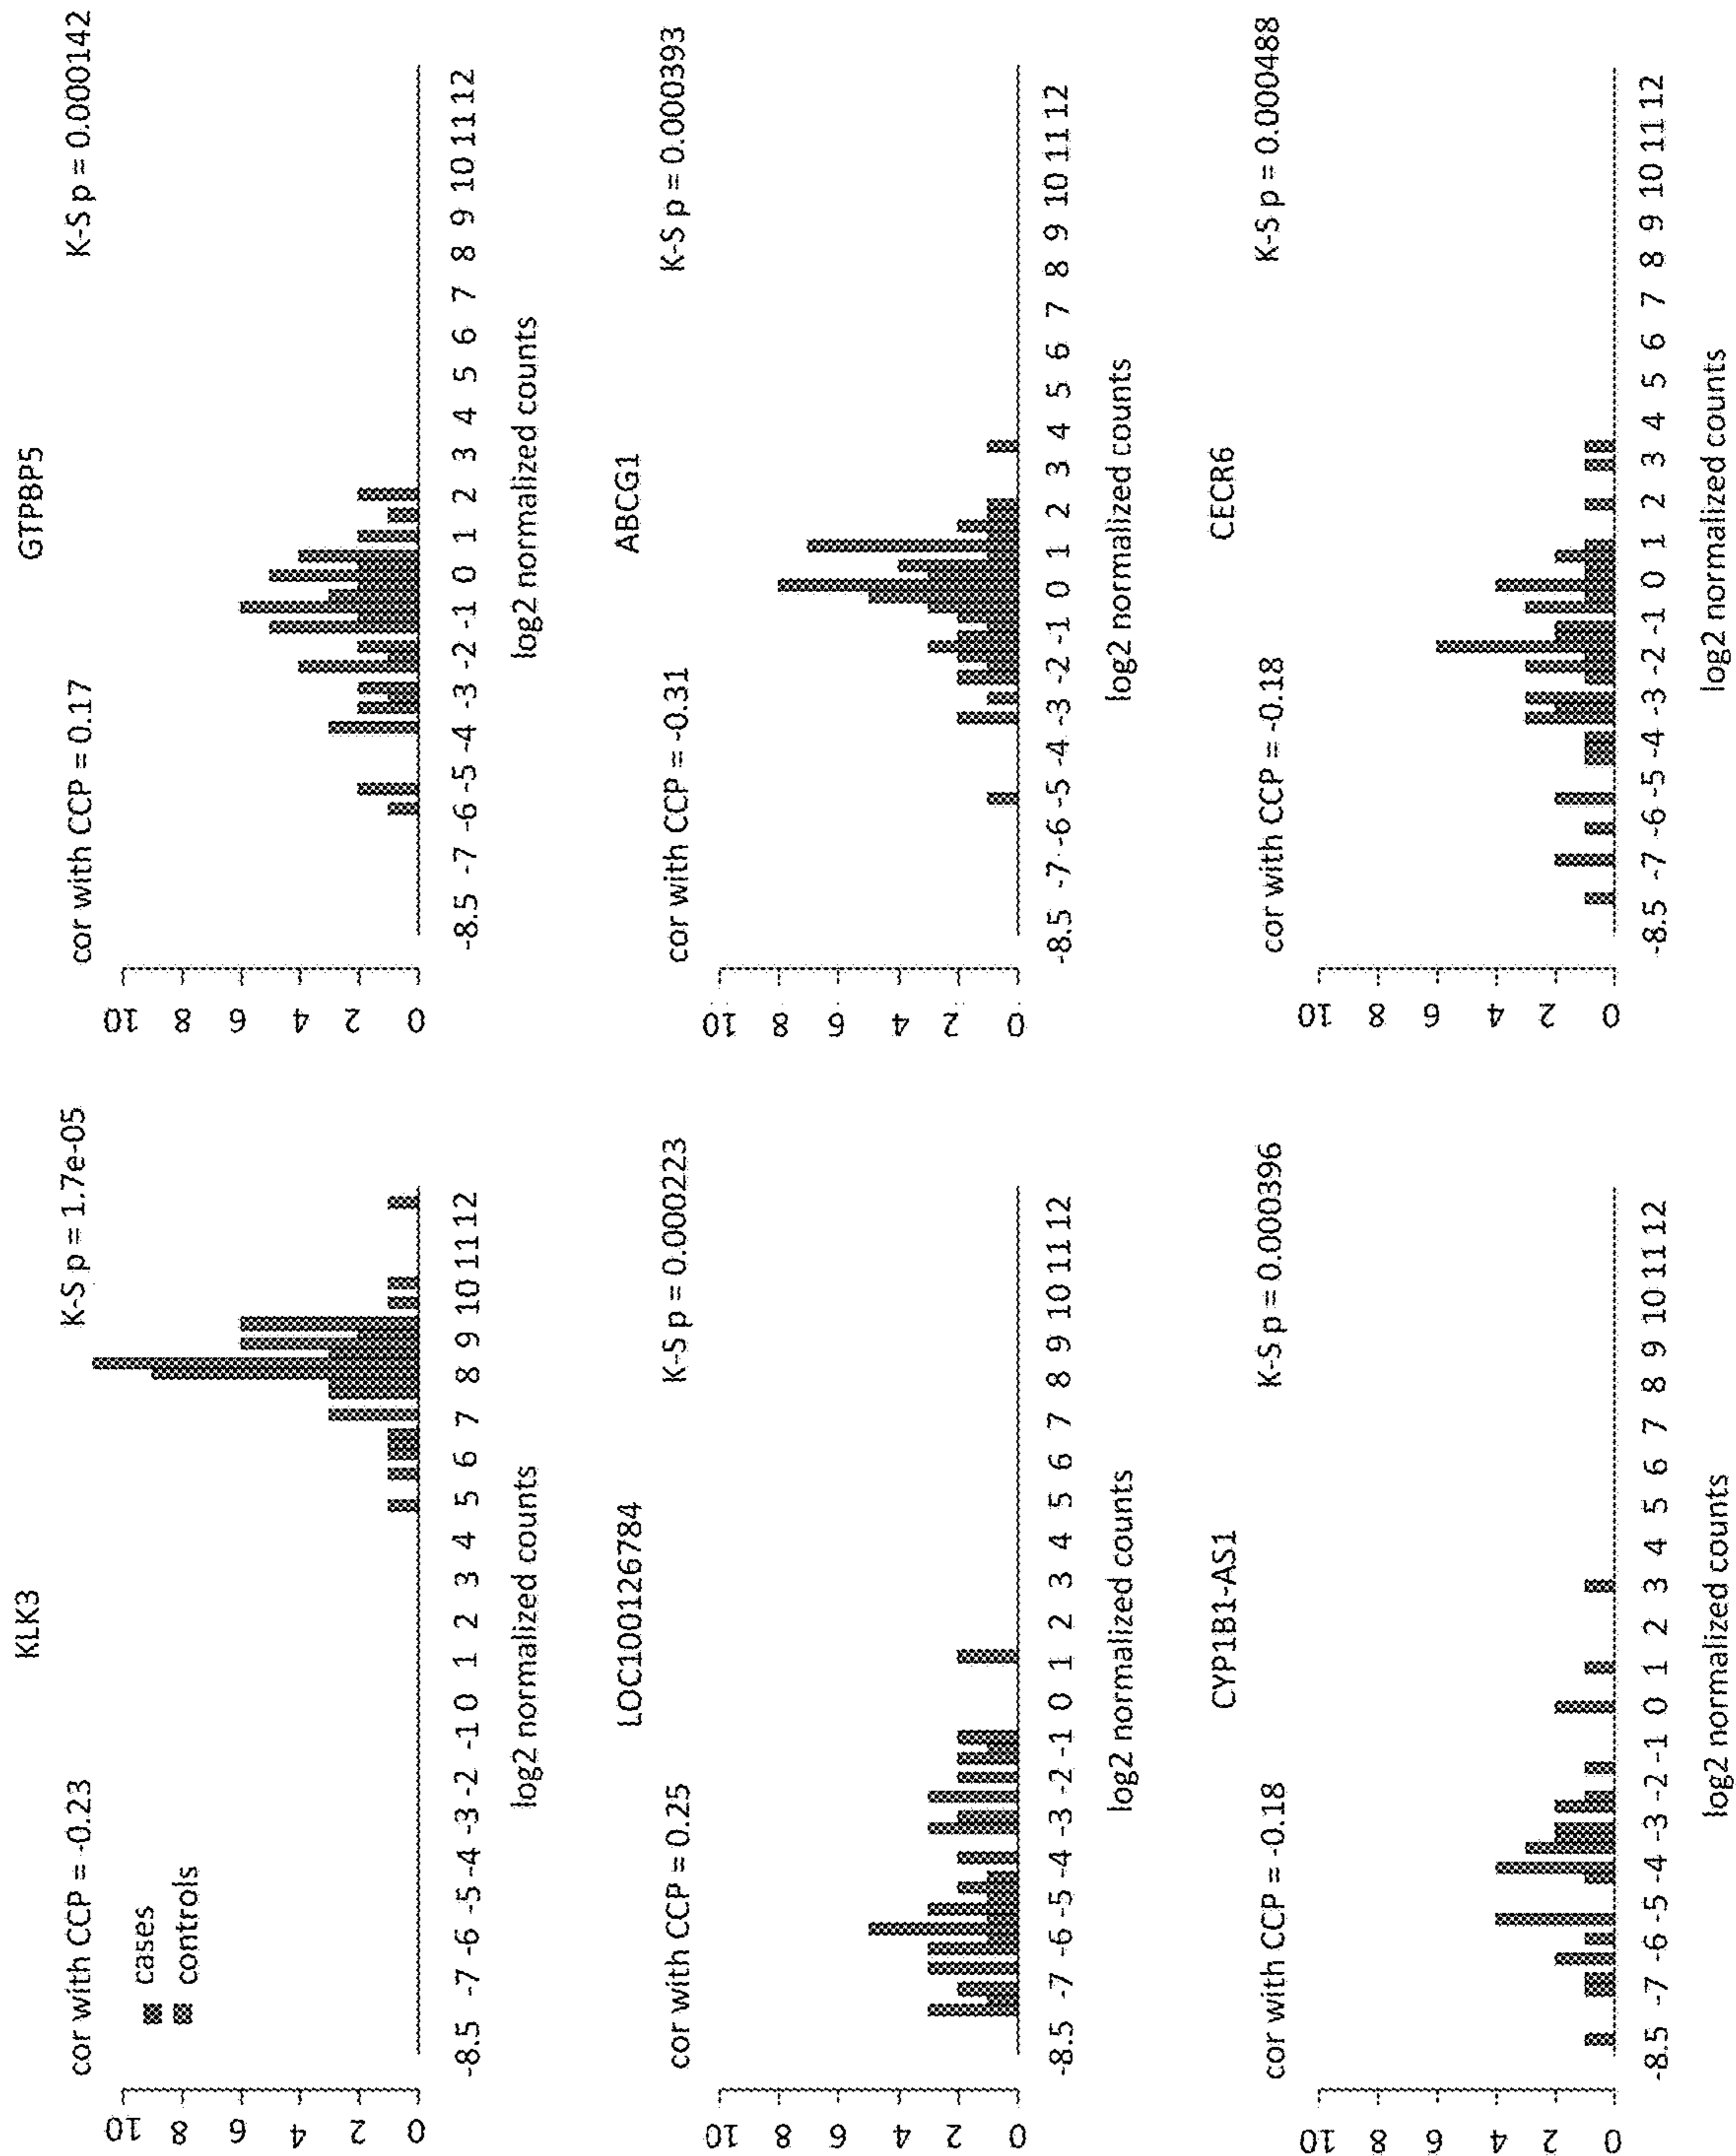 KLK3
cor with CCP = -0.23
K-S p = 1.7e-05
cases
controls
10
8
6
4
2
0
-8.5 -7 -6 -5 -4 -3 -2 -1 0 1 2 3 4 5 6 7 8 9 10 11 12
log2 normalized counts
GTPBP5
cor with CCP = 0.17
K-S p = 0.000142
10
8
6
4
2
0
-8.5 -7 -6 -5 -4 -3 -2 -1 0 1 2 3 4 5 6 7 8 9 10 11 12
log2 normalized counts
LOC100126784
cor with CCP = 0.25
K-S p = 0.000223
10
8
6
4
2
0
-8.5 -7 -6 -5 -4 -3 -2 -1 0 1 2 3 4 5 6 7 8 9 10 11 12
log2 normalized counts
ABCG1
cor with CCP = -0.31
K-S p = 0.000393
10
8
6
4
2
0
-8.5 -7 -6 -5 -4 -3 -2 -1 0 1 2 3 4 5 6 7 8 9 10 11 12
log2 normalized counts
CYP1B1-AS1
cor with CCP = -0.18
K-S p = 0.000396
10
8
6
4
2
0
-8.5 -7 -6 -5 -4 -3 -2 -1 0 1 2 3 4 5 6 7 8 9 10 11 12
log2 normalized counts
CECR6
cor with CCP = -0.18
K-S p = 0.000488
10
8
6
4
2
0
-8.5 -7 -6 -5 -4 -3 -2 -1 0 1 2 3 4 5 6 7 8 9 10 11 12
log2 normalized counts